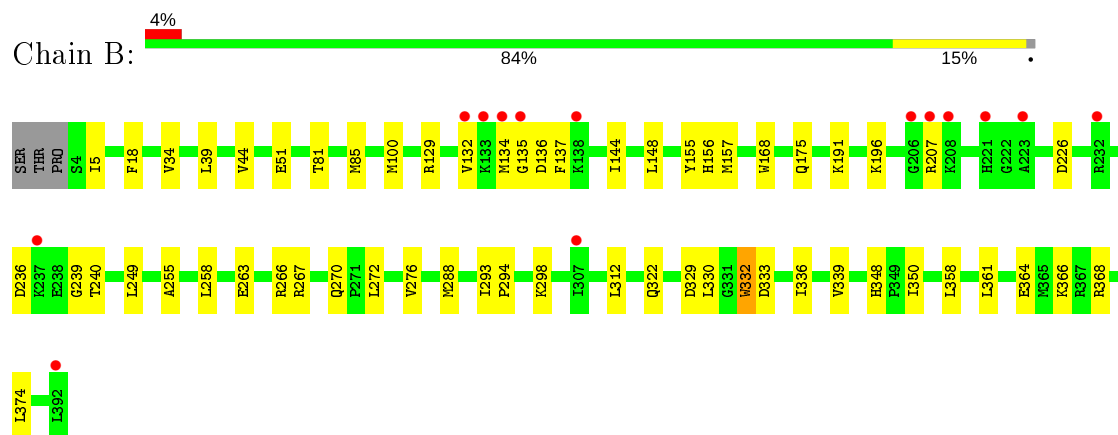 4%
Chain B:
84% 15% •
SER THR PRO S4 I5 F18 V34 L39 V44 E51 T81 M85 M100 R129 V132 K133 M134 G135 D136 F137 K138 I144 L148 Y155 H156 M157 W168 Q175 K191 K196 G206 R207 K208 H221 G222 A223 D226 R232
D236 K237 E238 G239 T240 L249 A255 L258 E263 R266 R267 Q270 P271 L272 V276 M288 I293 P294 K298 I307 L312 Q322 D329 L330 G331 W332 D333 I336 V339 H348 P349 I350 L358 L361 E364 M365 K366 R367 R368
L374 L392